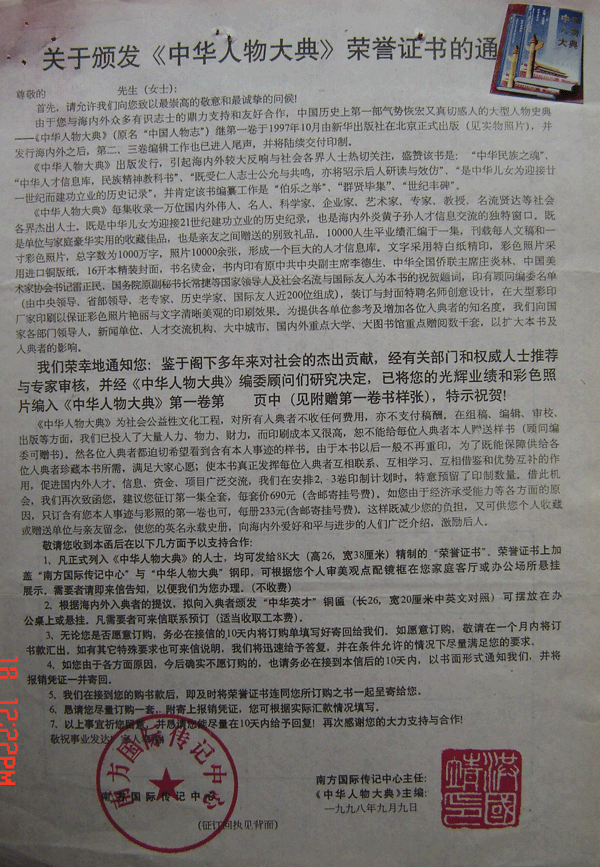 关于颁发《中华人物大典》荣誉证书的通
中华人物大典
尊敬的　　　　先生（女士）：
首先，请允许我们向您致以最崇高的敬意和最诚挚的问候！
由于您与海内外众多有识志士的鼎力支持和友好合作，中国历史上第一部气势恢宏又真切感人的大型人物史典
——《中华人物大典》（原名“中国人物志”）继第一卷于1997年10月由新华出版社在北京正式出版（见实物照片），并
发行海内外之后，第二、三卷编辑工作也已进入尾声，并将陆续交付印制。
《中华人物大典》出版发行，引起海内外较大反响与社会各界人士热切关注，盛赞该书是：“中华民族之魂”、
“中华人才信息库，民族精神教科书”、“既受仁人志士公允与共鸣，亦将昭示后人研读与效仿”、“是中华儿女为迎接廿
一世纪而建功立业的历史记录”，并肯定该书编纂工作是“伯乐之举”、“群贤毕集”、“世纪丰碑”。
《中华人物大典》每集收录一万位国内外伟人、名人、科学家、企业家、艺术家、专家、教授、名流贤达等社会
各界杰出人士。既是中华儿女为迎接21世纪建功立业的历史纪录，也是海内外炎黄子孙人才信息交流的独特窗口。既
是单位与家庭豪华实用的收藏佳品，也是亲友之间赠送的别致礼品，10000人生平业绩汇编于一集，刊载每人文稿和一
寸彩色照片，总字数为1000万字，照片10000余张，形成一个巨大的人才信息库。文字采用特白纸精印，彩色照片采
用进口铜版纸，16开本精装封面，书名烫金，书内印有原中共中央副主席李德生、中华全国侨联主席庄炎林、中国美
术家协会书记雷正民、国务院原副秘书长常捷等国家领导人及社会名流与国际友人为本书的祝贺题词，印有顾问编委名单
（由中央领导、省部领导、老专家、历史学家、国际友人近200位组成），装订与封面特聘名师创意设计，在大型彩印
厂家印刷以保证彩色照片艳丽与文字清晰美观的印刷效果。为提供各单位参考及增加各位入典者的知名度，我们向国
家各部门领导人，新闻单位、人才交流机构、大中城市、国内外重点大学、大图书馆重点赠阅数千套，以扩大本书及
入典者的影响。
我们荣幸地通知您：鉴于阁下多年来对社会的杰出贡献，经有关部门和权威人士推荐
与专家审核，并经《中华人物大典》编委顾问们研究决定，已将您的光辉业绩和彩色照
片编入《中华人物大典》第一卷第　　页中（见附赠第一卷书样张），特示祝贺！
《中华人物大典》为社会公益性文化工程，对所有入典者不收任何费用，亦不支付稿酬。在组稿、编辑、审校、
出版等方面，我们已投入了大量人力、物力、财力，而印刷成本又很高，恕不能给每位入典者本人赠送样书（顾问编
委可赠书）。然各位入典者都迫切希望看到含有本人事迹的样书。由于本书以后一般不再重印，为了既能保障供给各
位入典者珍藏本书所需，满足大家心愿；使本书真正发挥每位入典者互相联系、互相学习、互相借鉴和优势互补的作
用，促进国内外人才、信息、资金、项目广泛交流，我们在安排2、3卷印制计划时，特意预留了印制数量。借此机
会，我们再次致函您，建议您征订第一集全套，每套价690元（含邮寄挂号费）。如您由于经济承受能力等各方面的原
因，只订含有您本人事迹与彩照的第一卷也可，每册233元(含邮寄挂号费)。这样既减少您的负担，又可供您个人收藏
或赠送单位与亲友留念，使您的英名永载史册，向海内外爱好和平与进步的人们广泛介绍，激励后人。
敬请您收到本函后在以下几方面予以支持合作：
1、凡正式列入《中华人物大典》的人士，均可发给8K大（高26，宽38厘米）精制的“荣誉证书”。荣誉证书上加
盖“南方国际传记中心”与“中华人物大典”钢印，可根据您个人审美观点配镜框在您家庭客厅或办公场所悬挂
展示。需要者请即来信告知，以便我们为您办理。（不收费）
2、根据海内外入典者的提议，拟向入典者颁发“中华英才”铜匾（长26，宽20厘米中英文对照）可摆放在办
公桌上或悬挂。凡需要者可来信联系预订（适当收取工本费）．
3、无论您是否愿意订购，务必在接信的10天内将订购单填写好寄回给我们。如愿意订购，敬请在一个月内将订
书款汇出。如有其它特殊要求也可来信说明，我们将迅速给予答复，并在条件允许的情况下尽量满足您的要求．
4、如您由于各方面原因，今后确实不愿订购的，也请务必在接到本信后的10天内，以书面形式通知我们，并将
报销凭证一并寄回．
5、我们在接到您的购书款后，即及时将荣誉证书连同您所订购之书一起呈寄给您．
6、恳请您尽量订购一套，附寄上报销凭证，您可根据实际汇款情况填写．
7、以上事宜祈您留意，并恳请您能尽量在10天内给予回复！再次感谢您的大力支持与合作！
敬祝事业发达！
南方国际传记中心
南方国际传记中心
南方国际传记中心主任：
《中华人物大典》主编：
一九九八年九月九日
洪国靖印
（征订回执见背面）
18 12:22PM